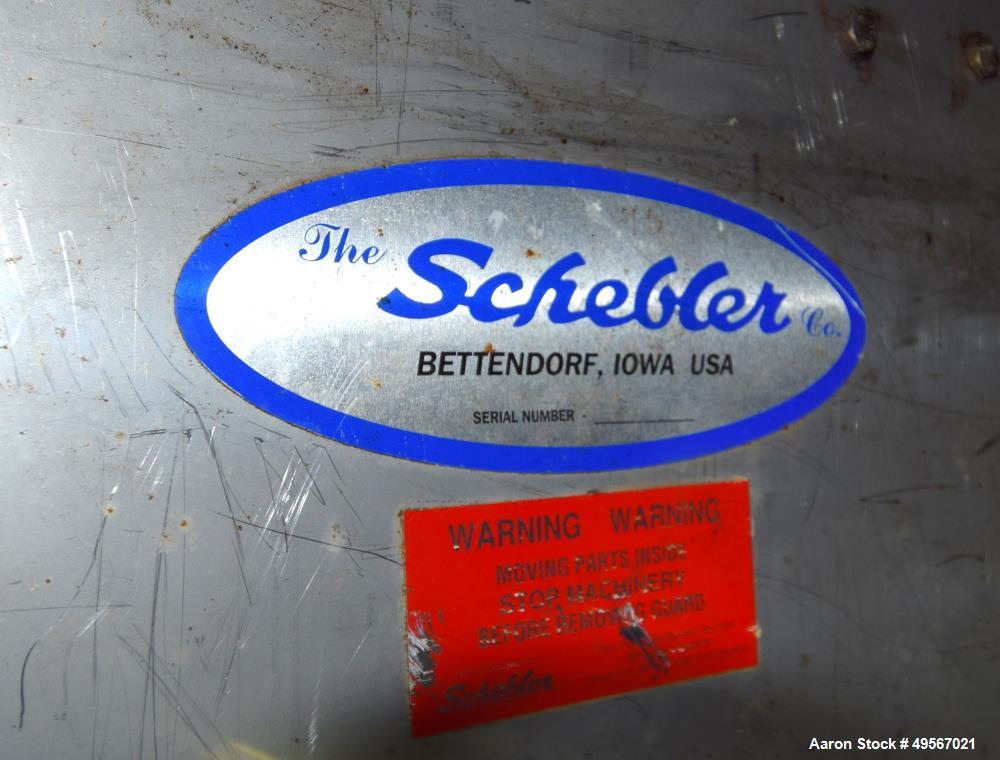 The Schebler Co.
BETTENDORF, IOWA USA
SERIAL NUMBER - __________
WARNING WARNING
MOVING PARTS INSIDE
STOP MACHINERY
BEFORE REMOVING GUARD
Schebler
Aaron Stock # 49567021